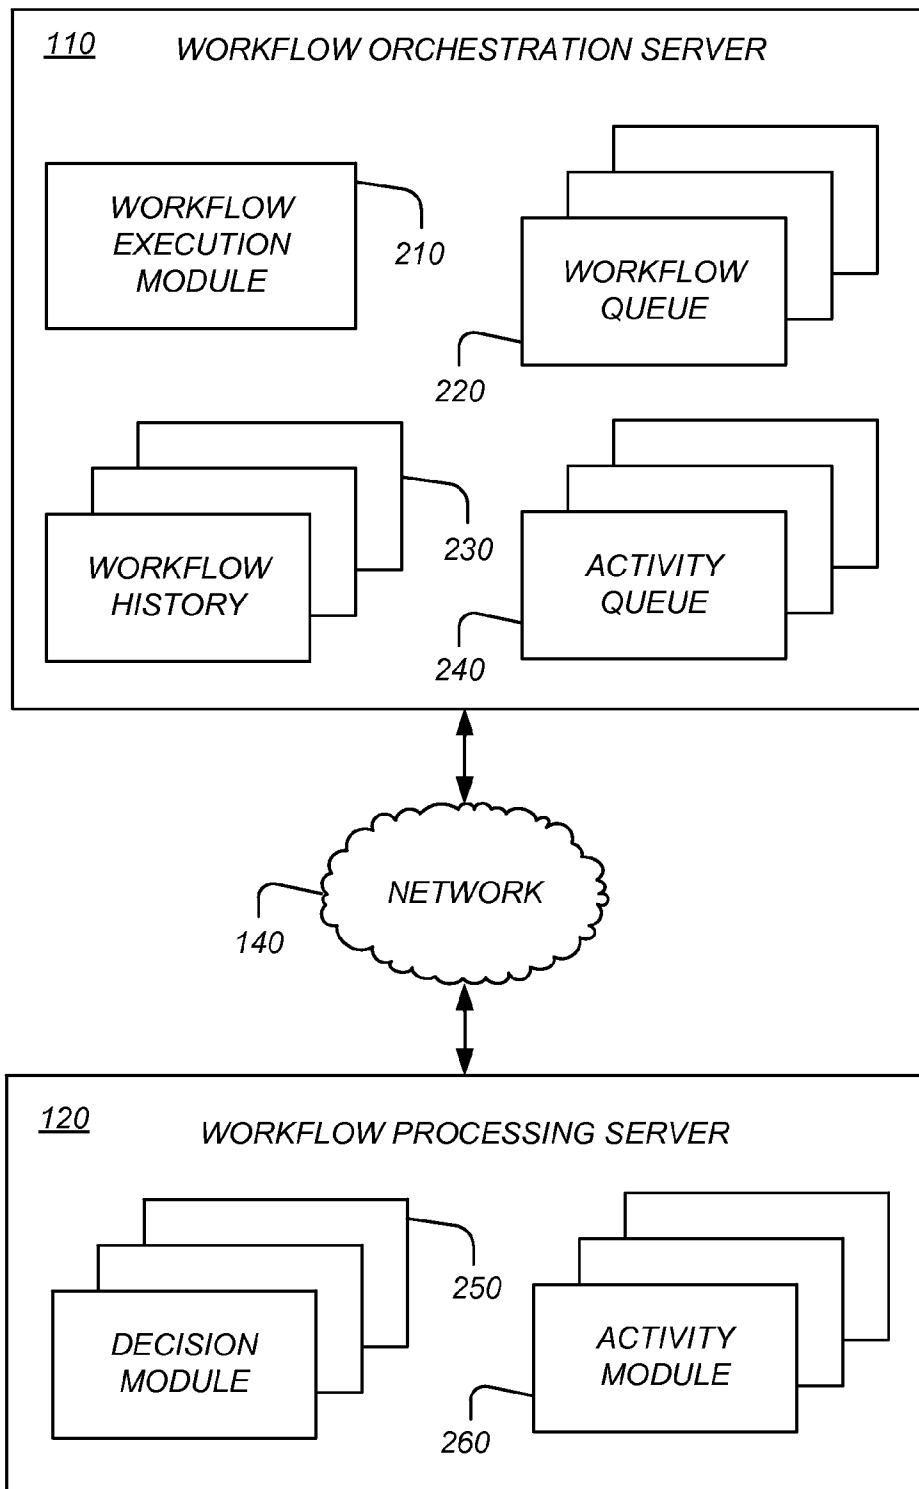 110 WORKFLOW ORCHESTRATION SERVER
WORKFLOW
EXECUTION
MODULE
210
WORKFLOW
QUEUE
220
WORKFLOW
HISTORY
230
ACTIVITY
QUEUE
240
NETWORK
140
120
WORKFLOW PROCESSING SERVER
DECISION
MODULE
250
ACTIVITY
MODULE
260